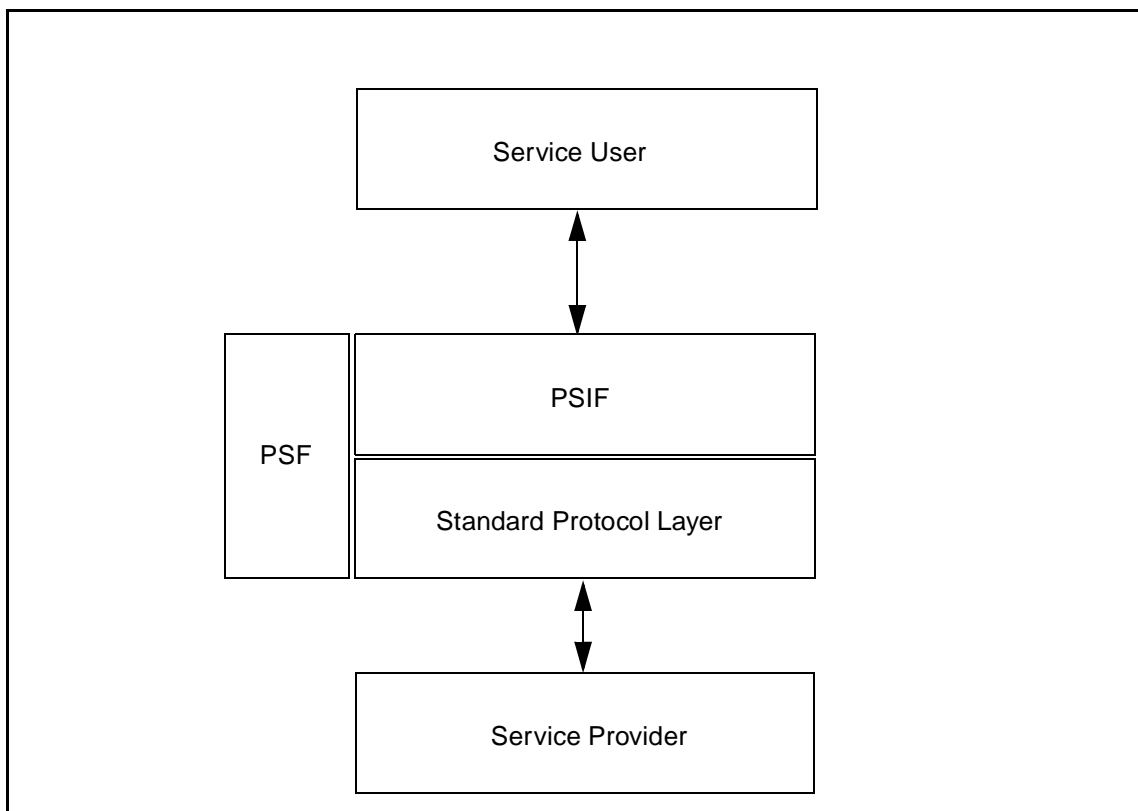 Service User
PSIF
PSF
Standard Protocol Layer
Service Provider